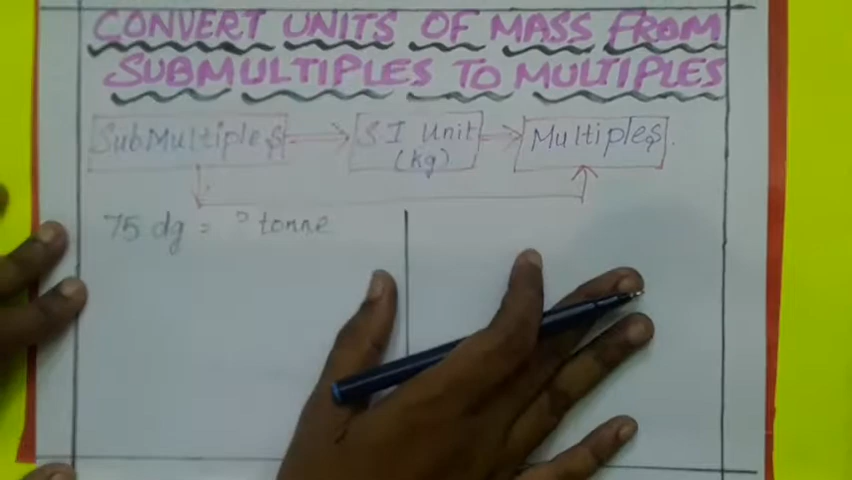 CONVERT UNITS OF MASS FROM
SUBMULTIPLES TO MULTIPLES
SubMultiples
SI Unit
(kg)
Multiples
75 dg = ? tonne